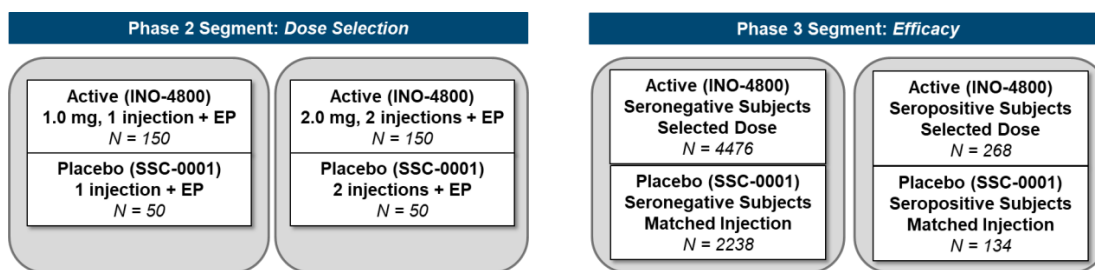 Phase 2 Segment: Dose Selection
Active (INO-4800)
1.0 mg, 1 injection + EP
N = 150
Placebo (SSC-0001)
1 injection + EP
N = 50
Active (INO-4800)
2.0 mg, 2 injections + EP
N = 150
Placebo (SSC-0001)
2 injections + EP
N = 50
Phase 3 Segment: Efficacy
Active (INO-4800)
Seronegative Subjects
Selected Dose
N = 4476
Placebo (SSC-0001)
Seronegative Subjects
Matched Injection
N = 2238
Active (INO-4800)
Seropositive Subjects
Selected Dose
N = 268
Placebo (SSC-0001)
Seropositive Subjects
Matched Injection
N = 134